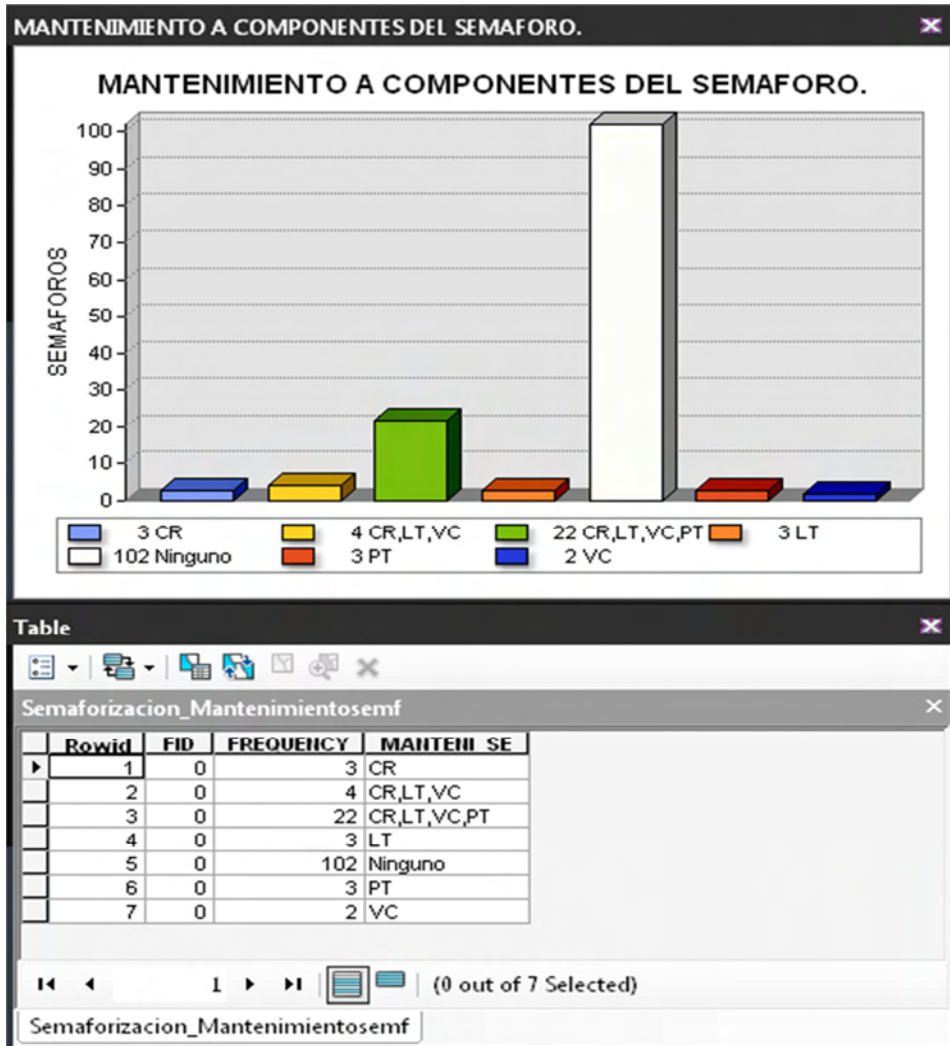 MANTENIMIENTO A COMPONENTES DEL SEMAFORO.
MANTENIMIENTO A COMPONENTES DEL SEMAFORO.
SEMAFOROS
100
90
80
70
60
50
40
30
20
10
0
3 CR 4 CR,LT,VC 22 CR,LT,VC,PT 3 LT
102 Ninguno 3 PT 2 VC
Table
Semaforizacion_Mantenimientosemf
Rowid FID FREQUENCY MANTENI_SE
1 0 3 CR
2 0 4 CR,LT,VC
3 0 22 CR,LT,VC,PT
4 0 3 LT
5 0 102 Ninguno
6 0 3 PT
7 0 2 VC
1 (0 out of 7 Selected)
Semaforizacion_Mantenimientosemf